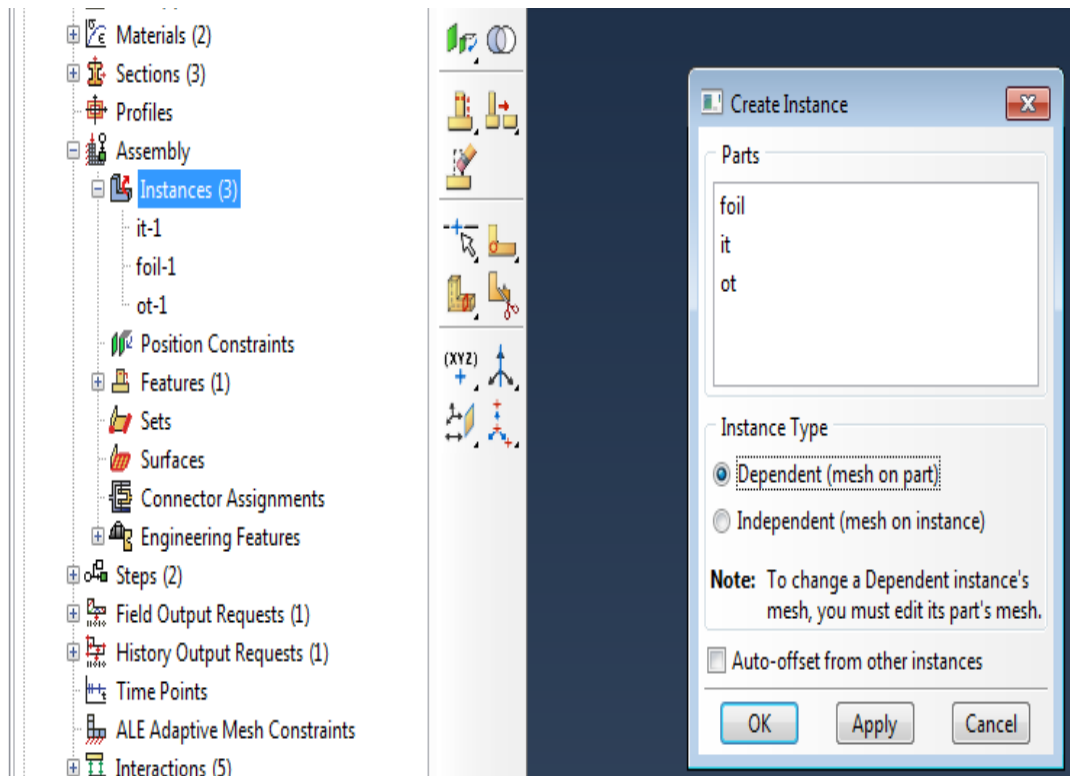 Materials (2)
Sections (3)
Profiles
Assembly
Instances (3)
it-1
foil-1
ot-1
Position Constraints
Features (1)
Sets
Surfaces
Connector Assignments
Engineering Features
Steps (2)
Field Output Requests (1)
History Output Requests (1)
Time Points
ALE Adaptive Mesh Constraints
Interactions (5)
(XYZ)
Create Instance
Parts
foil
it
ot
Instance Type
Dependent (mesh on part)
Independent (mesh on instance)
Note: To change a Dependent instance's
mesh, you must edit its part's mesh.
Auto-offset from other instances
OK Apply Cancel